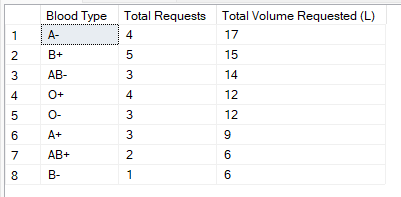 Blood Type Total Requests Total Volume Requested (L)
1 A- 4 17
2 B+ 5 15
3 AB- 3 14
4 O+ 4 12
5 O- 3 12
6 A+ 3 9
7 AB+ 2 6
8 B- 1 6